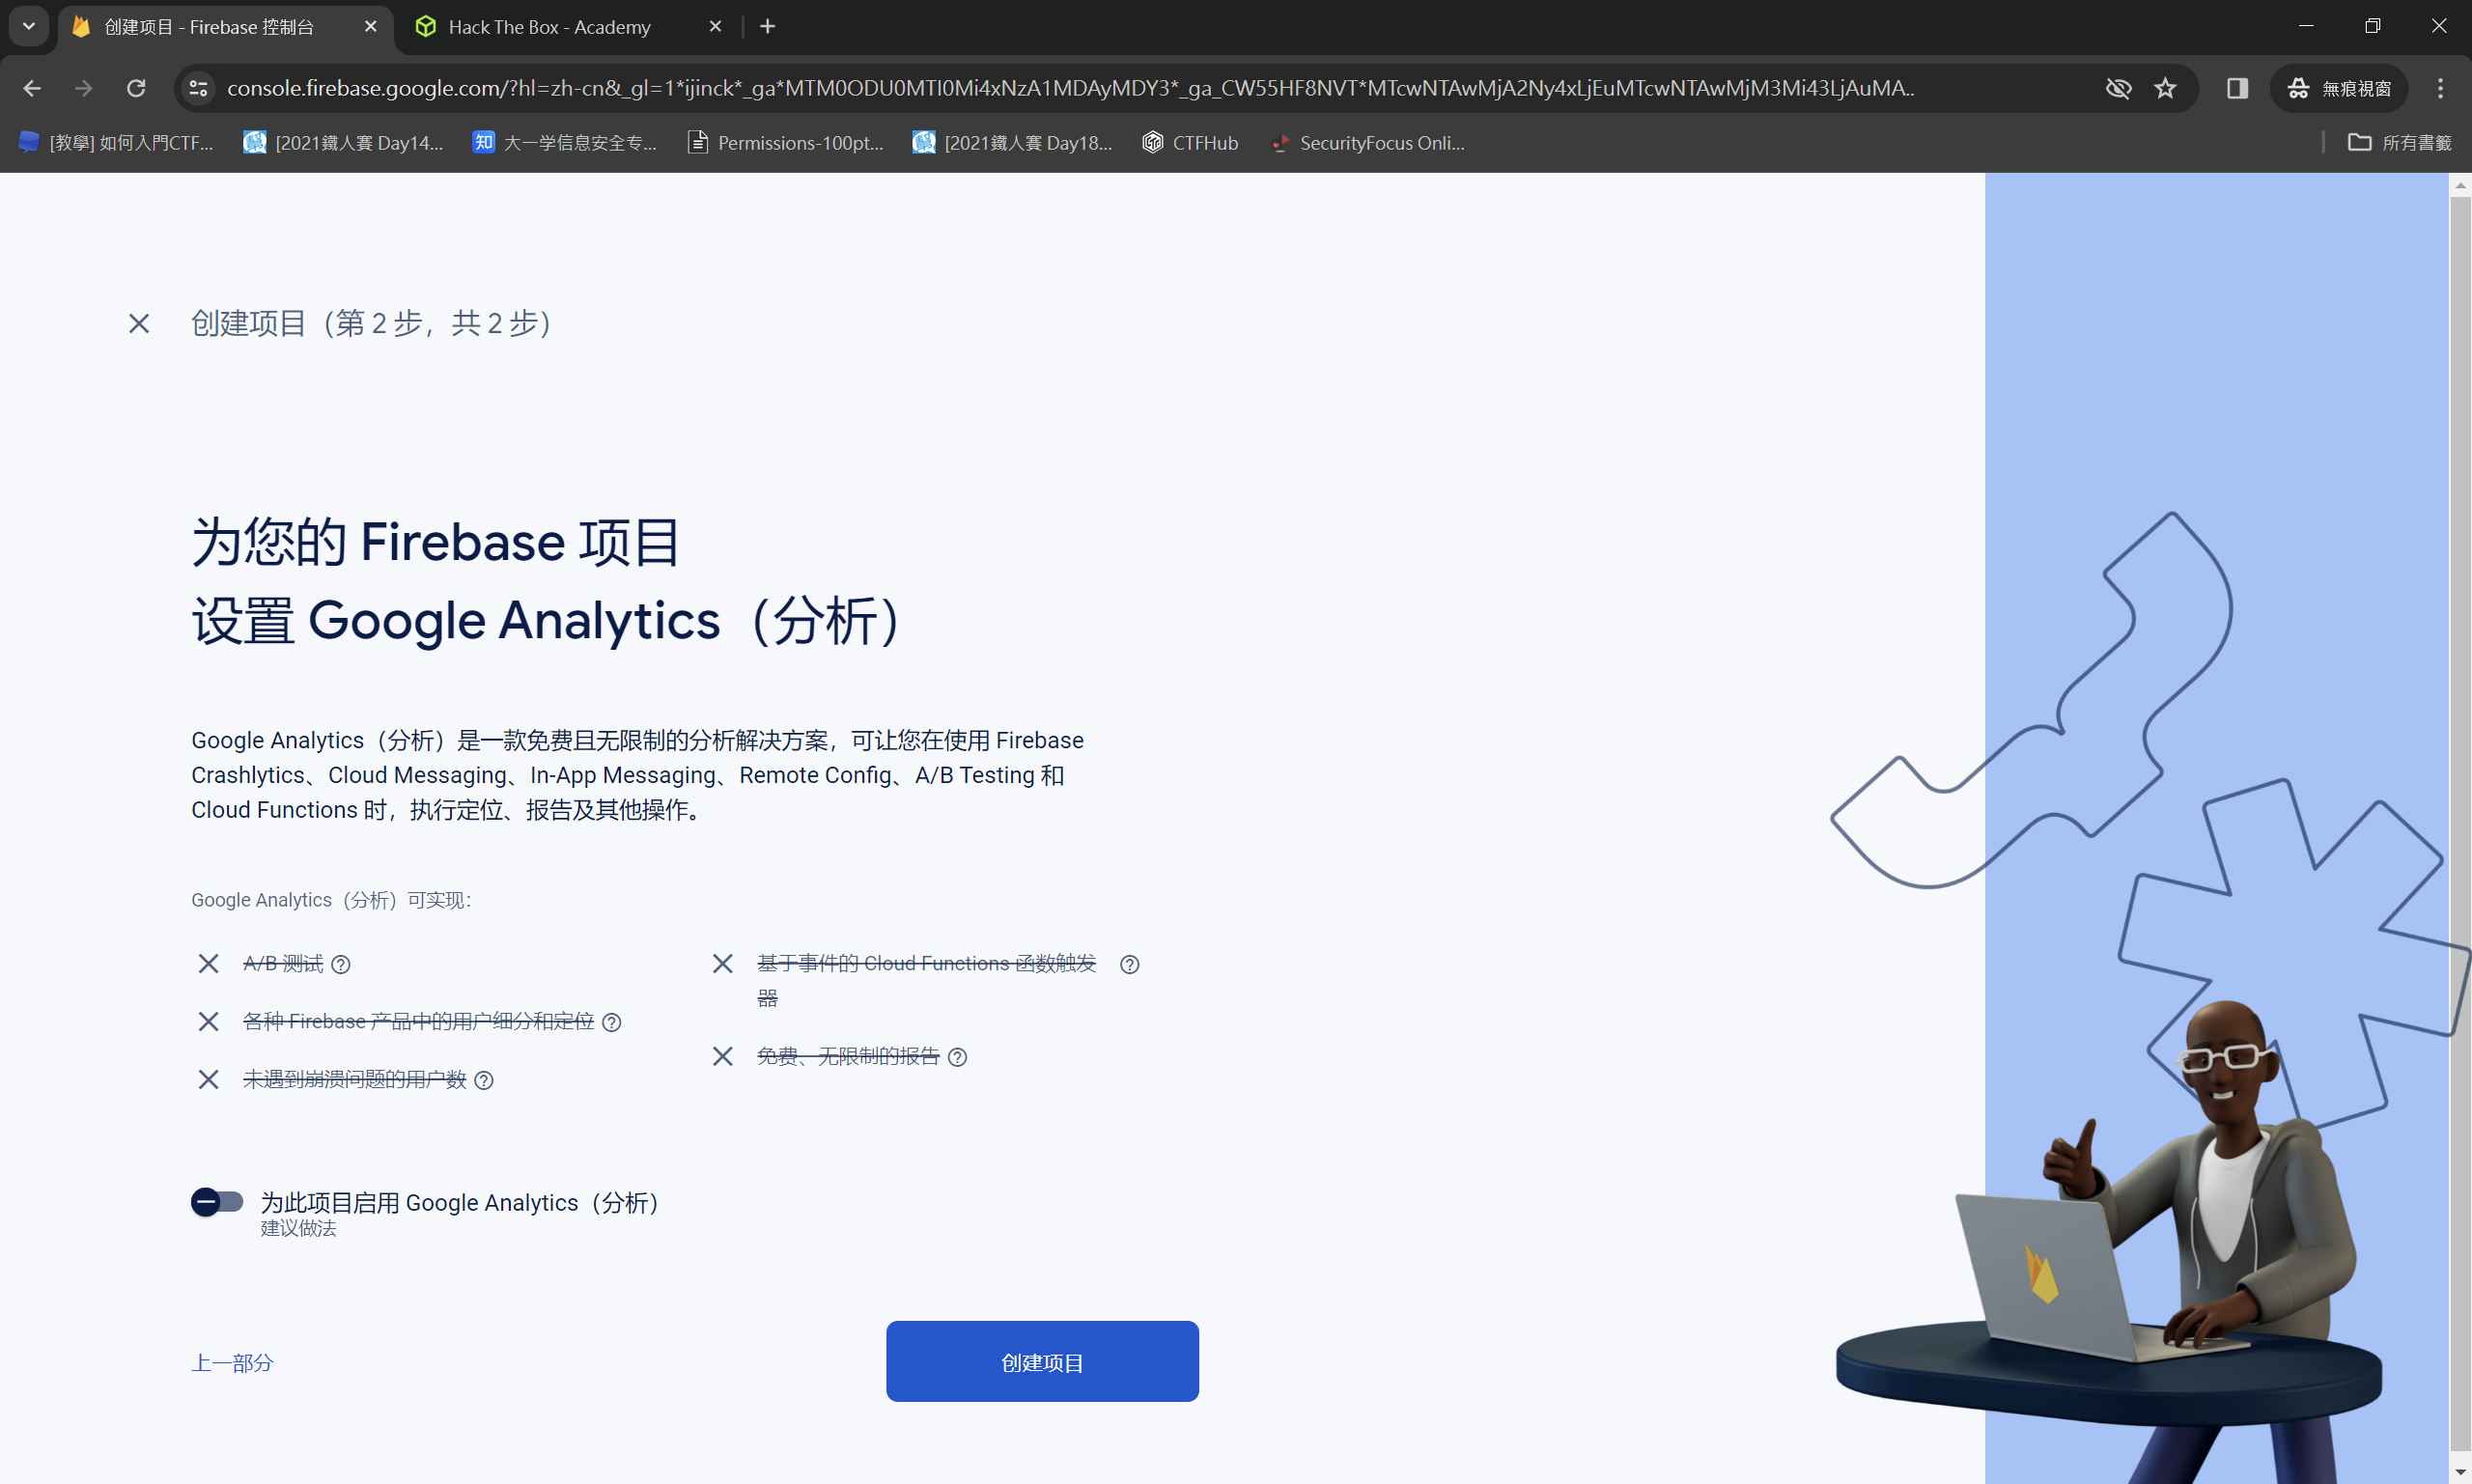 创建项目 - Firebase 控制台
Hack The Box - Academy
console.firebase.google.com/?hl=zh-cn&_gl=1*ijinck*_ga*MTM0ODU0MTI0Mi4xNzA1MDAyMDY3*_ga_CW55HF8NVT*MTcwNTAwMjA2Ny4xLjEuMTcwNTAwMjM3Mi43LjAuMA..
無痕視窗
[教學] 如何入門CTF...
[2021鐵人賽 Day14...
知
大一学信息安全专...
Permissions-100pt...
[2021鐵人賽 Day18...
CTFHub
SecurityFocus Onli...
所有書籤
创建项目（第 2 步，共 2 步）
为您的 Firebase 项目
设置 Google Analytics（分析）
Google Analytics（分析）是一款免费且无限制的分析解决方案，可让您在使用 Firebase
Crashlytics、Cloud Messaging、In-App Messaging、Remote Config、A/B Testing 和
Cloud Functions 时，执行定位、报告及其他操作。
Google Analytics（分析）可实现：
A/B 测试
各种 Firebase 产品中的用户细分和定位
未遇到崩溃问题的用户数
基于事件的 Cloud Functions 函数触发
器
免费、无限制的报告
为此项目启用 Google Analytics（分析）
建议做法
上一部分
创建项目